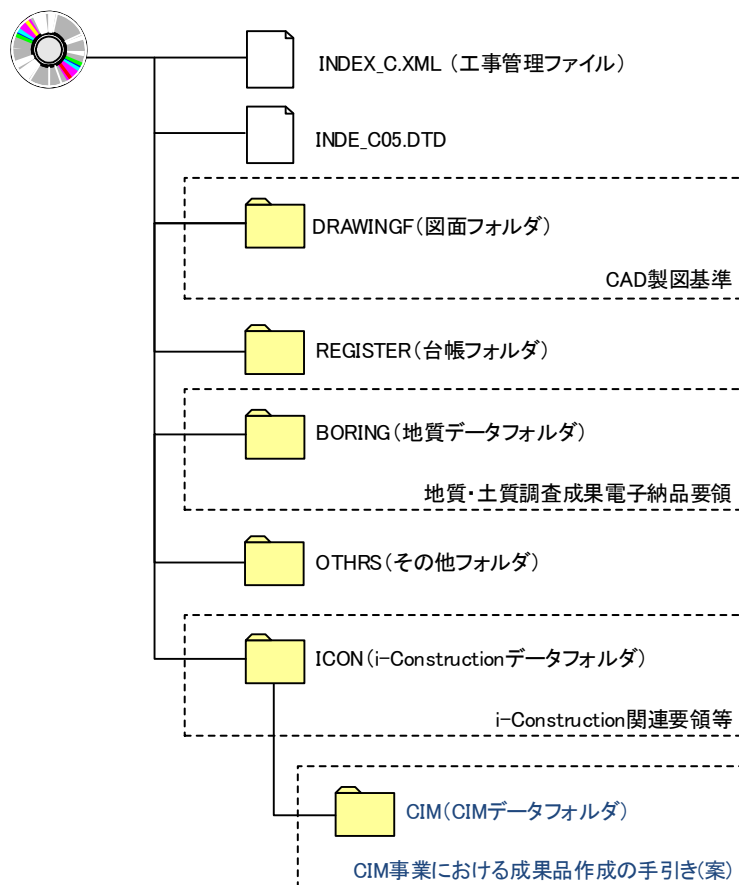 INDEX_C.XML（工事管理ファイル）
INDE_C05.DTD
DRAWINGF（図面フォルダ）
CAD製図基準
REGISTER（台帳フォルダ）
BORING（地質データフォルダ）
地質・土質調査成果電子納品要領
OTHRS（その他フォルダ）
ICON（i-Constructionデータフォルダ）
i-Construction関連要領等
CIM(CIMデータフォルダ)
CIM事業における成果品作成の手引き(案)